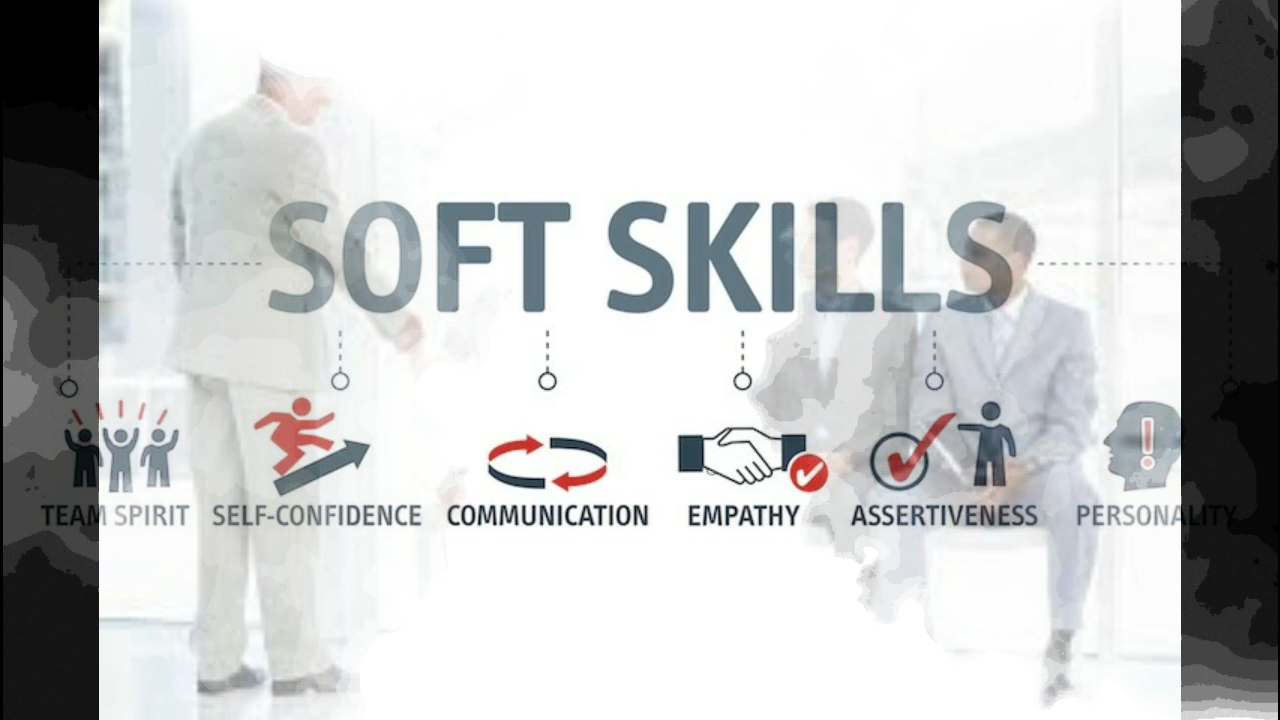 SOFT SKILLS
TEAM SPIRIT
SELF-CONFIDENCE
COMMUNICATION
EMPATHY
ASSERTIVENESS
PERSONALITY